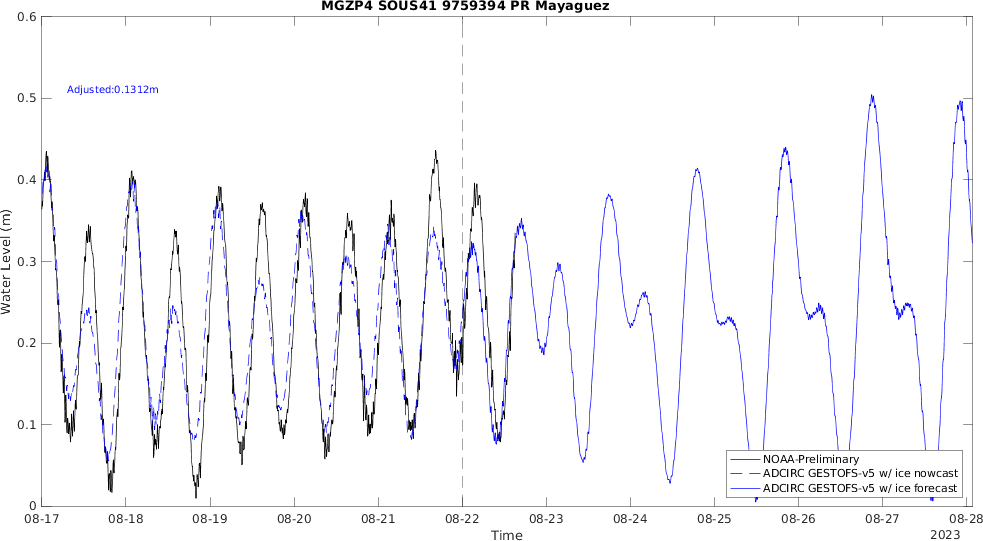 MGZP4 SOUS41 9759394 PR Mayaguez
0.6
0.5
0.4
0.3
0.2
0.1
0
Water Level (m)
Adjusted:0.1312m
NOAA-Preliminary
ADCIRC GESTOFS-v5 w/ ice nowcast
ADCIRC GESTOFS-v5 w/ ice forecast
08-17 08-18 08-19 08-20 08-21 08-22 08-23 08-24 08-25 08-26 08-27 08-28
Time
2023